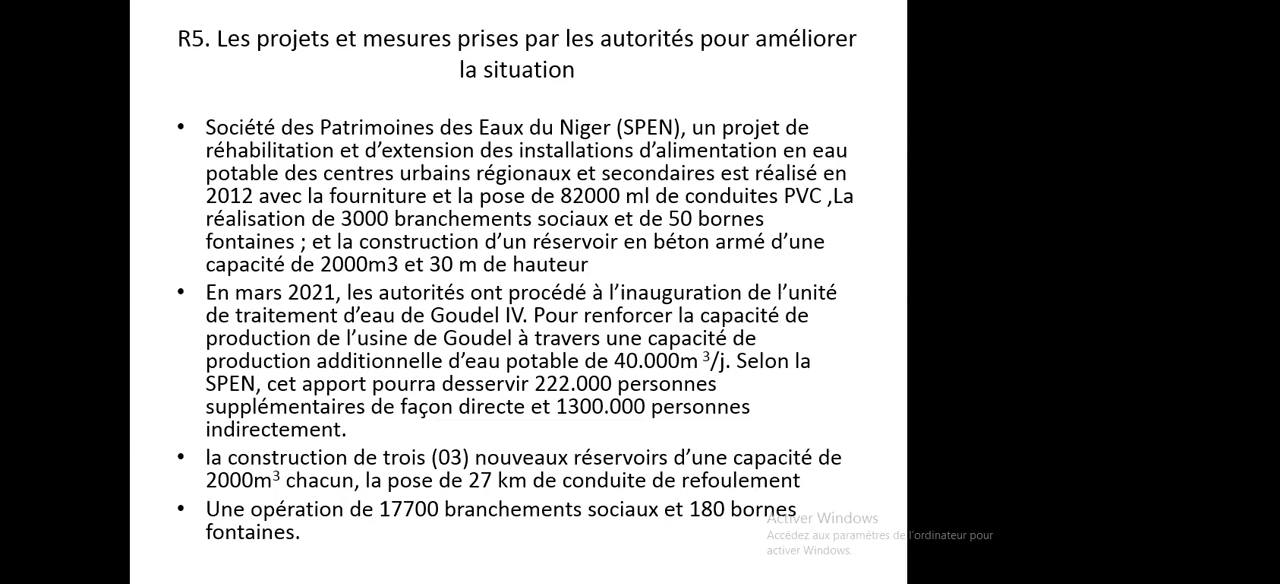 R5. Les projets et mesures prises par les autorités pour améliorer
la situation
• Société des Patrimoines des Eaux du Niger (SPEN), un projet de
réhabilitation et d’extension des installations d’alimentation en eau
potable des centres urbains régionaux et secondaires est réalisé en
2012 avec la fourniture et la pose de 82000 ml de conduites PVC ,La
réalisation de 3000 branchements sociaux et de 50 bornes
fontaines ; et la construction d’un réservoir en béton armé d’une
capacité de 2000m3 et 30 m de hauteur
• En mars 2021, les autorités ont procédé à l’inauguration de l’unité
de traitement d’eau de Goudel IV. Pour renforcer la capacité de
production de l’usine de Goudel à travers une capacité de
production additionnelle d’eau potable de 40.000m ³/j. Selon la
SPEN, cet apport pourra desservir 222.000 personnes
supplémentaires de façon directe et 1300.000 personnes
indirectement.
• la construction de trois (03) nouveaux réservoirs d’une capacité de
2000m³ chacun, la pose de 27 km de conduite de refoulement
• Une opération de 17700 branchements sociaux et 180 bornes
fontaines.
Activer Windows
Accédez aux paramètres de l’ordinateur pour
activer Windows.